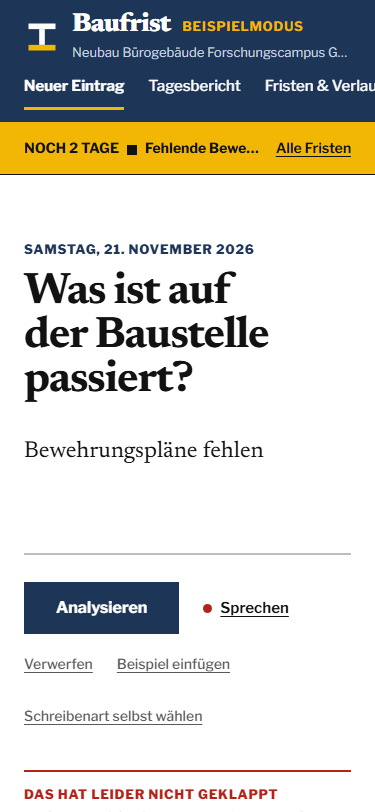 Baufrist BEISPIELMODUS
Neubau Bürogebäude Forschungscampus G...
Neuer Eintrag Tagesbericht Fristen & Verlau
NOCH 2 TAGE Fehlende Bewe... Alle Fristen
SAMSTAG, 21. NOVEMBER 2026
Was ist auf
der Baustelle
passiert?
Bewehrungspläne fehlen
Analysieren Sprechen
Verwerfen Beispiel einfügen
Schreibenart selbst wählen
DAS HAT LEIDER NICHT GEKLAPPT